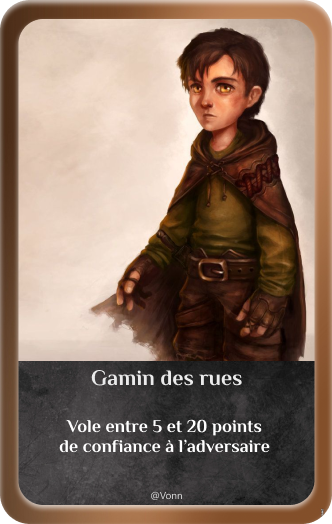 Gamin des rues
Vole entre 5 et 20 points
de confiance à l'adversaire
@Vonn